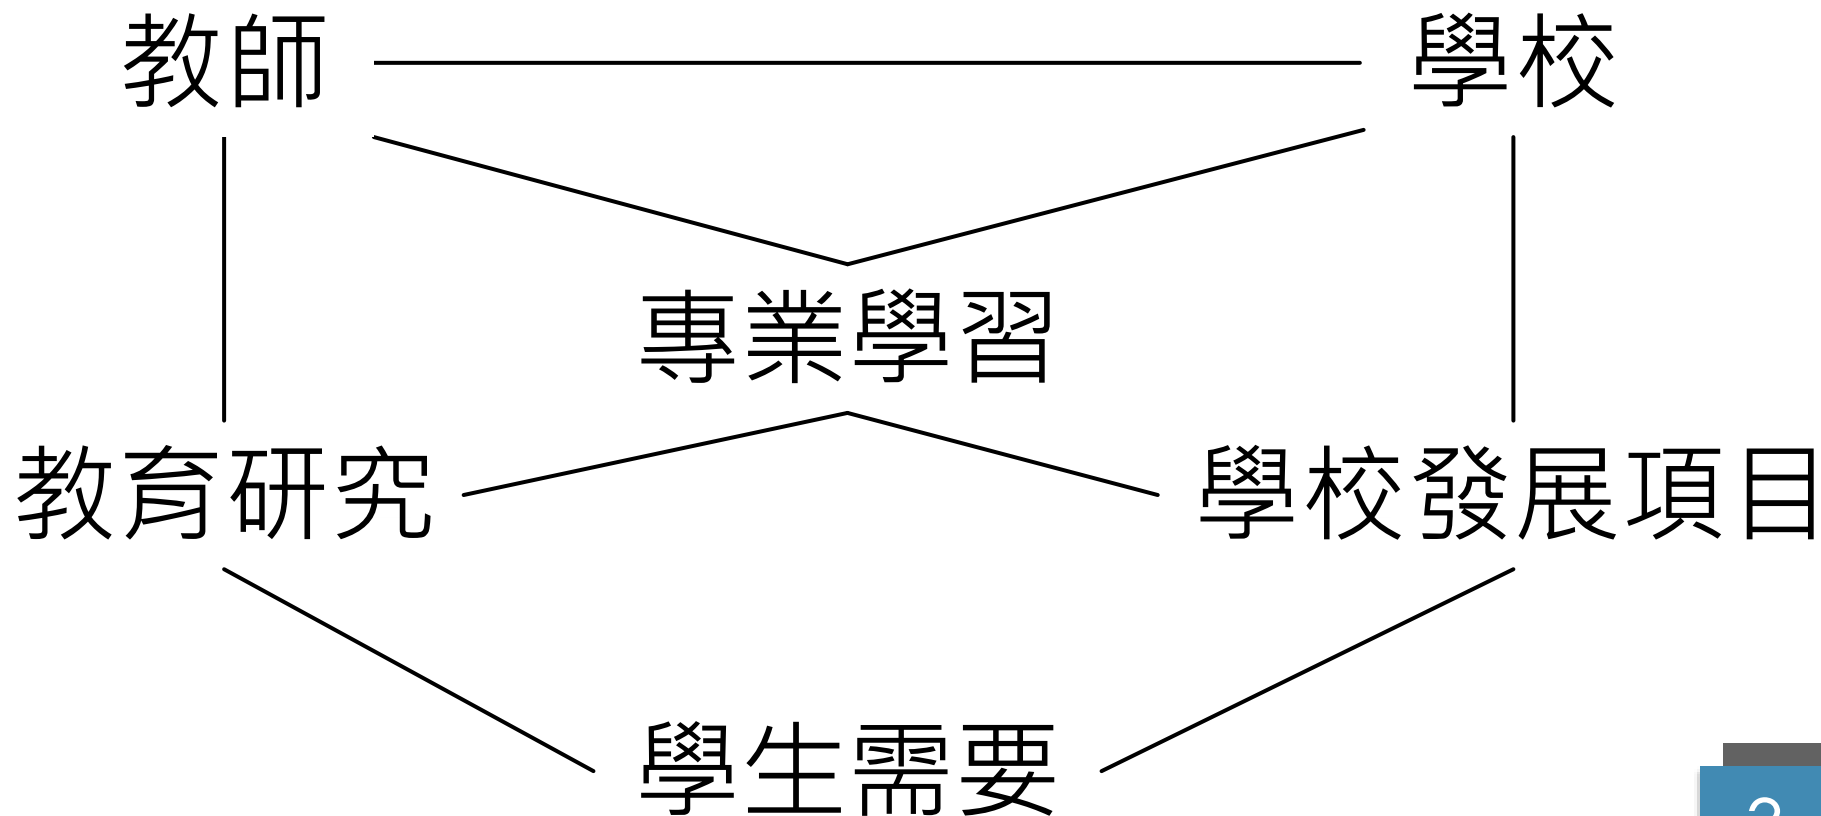 教師
學校
專業學習
教育研究
學校發展項目
學生需要